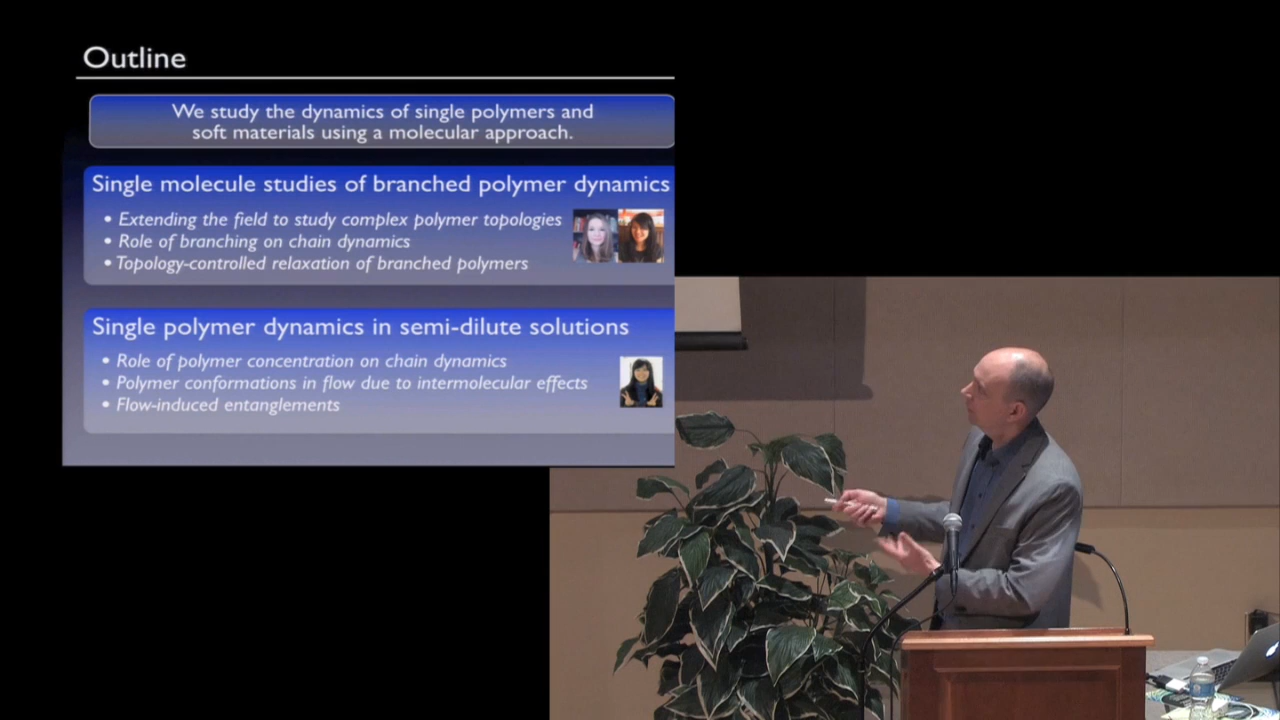 Outline
We study the dynamics of single polymers and
soft materials using a molecular approach.
Single molecule studies of branched polymer dynamics
• Extending the field to study complex polymer topologies
• Role of branching on chain dynamics
• Topology-controlled relaxation of branched polymers
Single polymer dynamics in semi-dilute solutions
• Role of polymer concentration on chain dynamics
• Polymer conformations in flow due to intermolecular effects
• Flow-induced entanglements